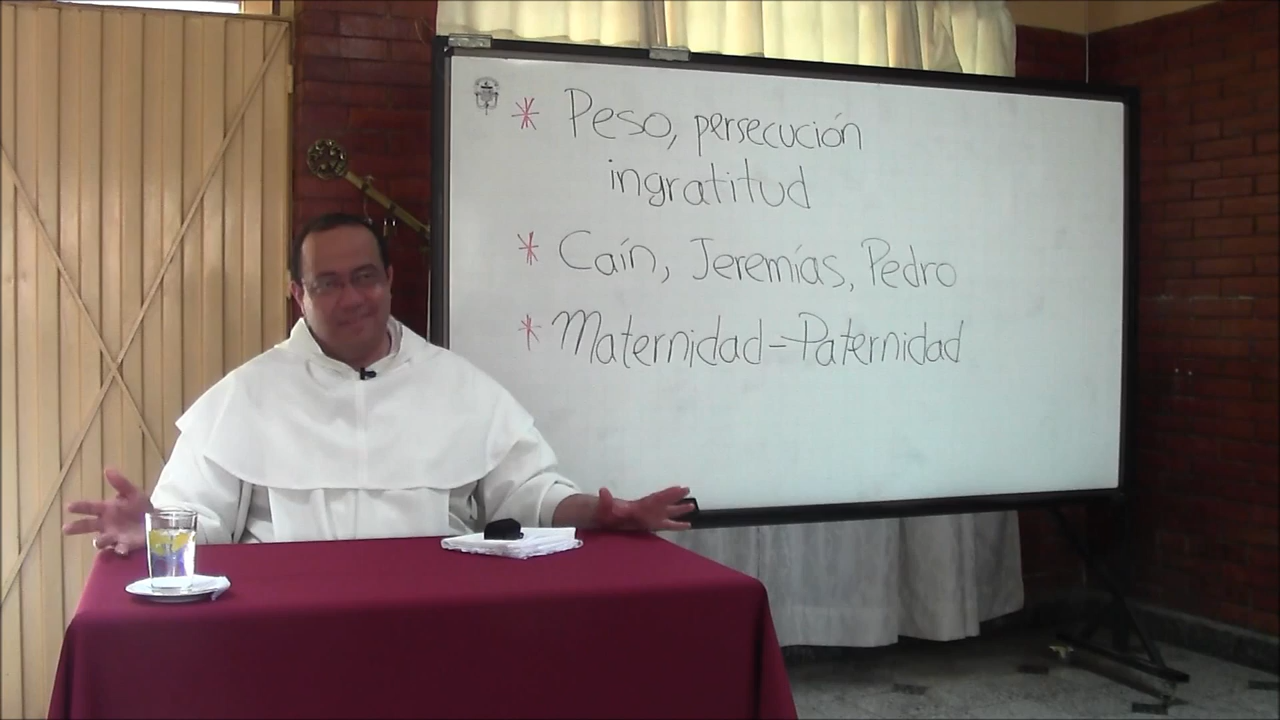 * Peso, persecución
ingratitud
* Caín, Jeremías, Pedro
* Maternidad-Paternidad